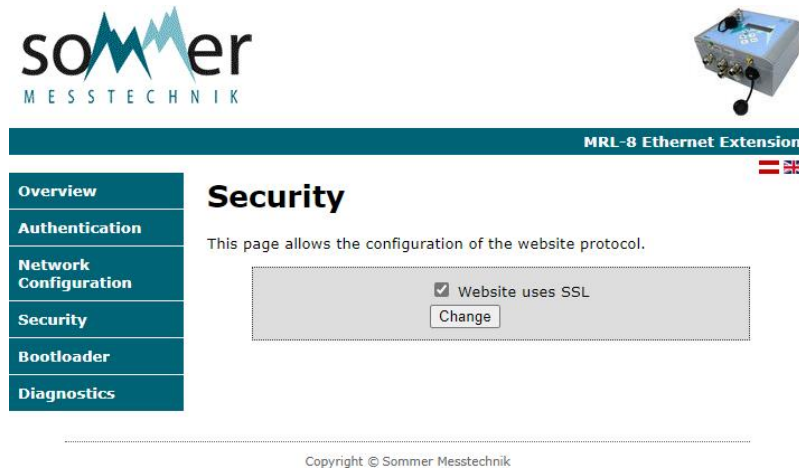 sommer
MESSTECHNIK
MRL-8 Ethernet Extension
Overview
Authentication
Network
Configuration
Security
Bootloader
Diagnostics
Security
This page allows the configuration of the website protocol.
Website uses SSL
Change
Copyright © Sommer Messtechnik